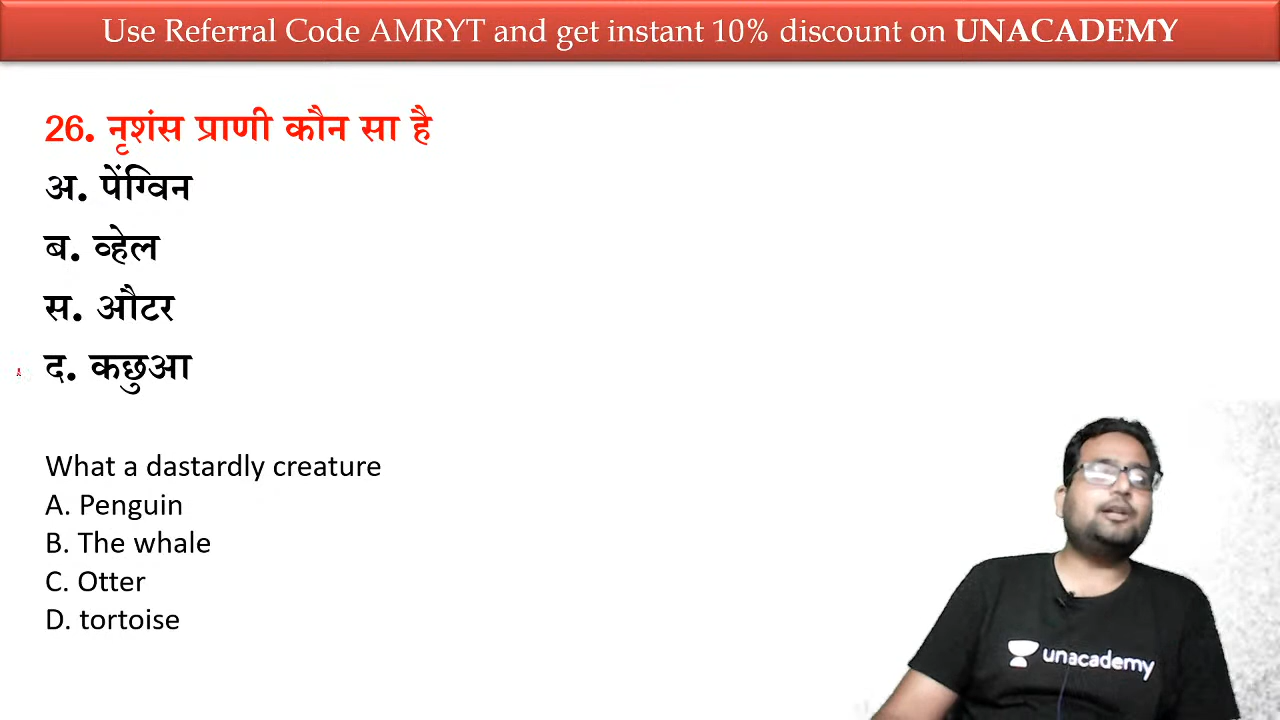 Use Referral Code AMRYT and get instant 10% discount on UNACADEMY
26. नृशंस प्राणी कौन सा है
अ. पेंग्विन
ब. व्हेल
स. औटर
द. कछुआ
What a dastardly creature
A. Penguin
B. The whale
C. Otter
D. tortoise
unacademy